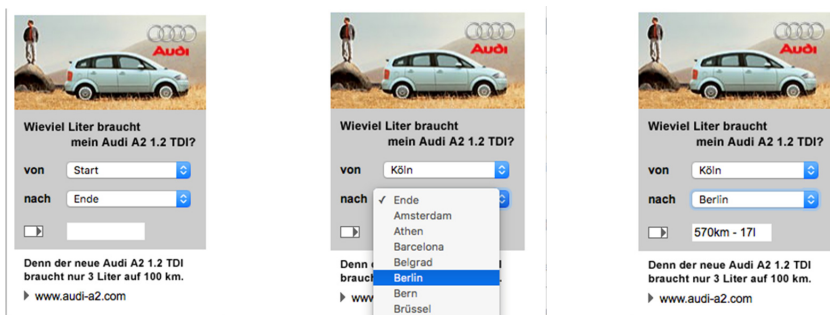 Audi
Wieviel Liter braucht
mein Audi A2 1.2 TDI?
von Start
nach Ende
Denn der neue Audi A2 1.2 TDI
braucht nur 3 Liter auf 100 km.
www.audi-a2.com
Audi
Wieviel Liter braucht
mein Audi A2 1.2 TDI?
von Köln
nach
✓ Ende
Amsterdam
Athen
Barcelona
Belgrad
Berlin
Bern
Brüssel
Denn
I
.
www
Audi
Wieviel Liter braucht
mein Audi A2 1.2 TDI?
von Köln
nach Berlin
570km - 17l
Denn der neue Audi A2 1.2 TDI
braucht nur 3 Liter auf 100 km.
www.audi-a2.com